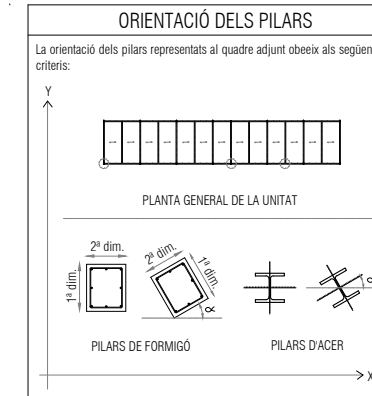 ORIENTACIÓ DELS PILARS
La orientació dels pilars representats al quadre adjunt obeeix als següen
criteris:
Y
PLANTA GENERAL DE LA UNITAT
2ª dim.
1ª dim.
2ª dim.
1ª dim.
α
α
PILARS DE FORMIGÓ
PILARS D'ACER
X